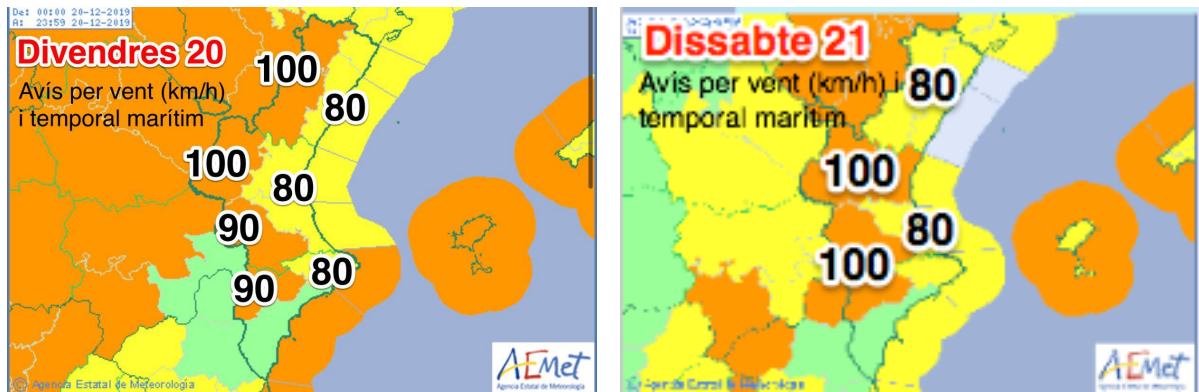 De: 00:00 20-12-2019
A: 23:59 20-12-2019
Divendres 20
Avís per vent (km/h)
i temporal marítim
100
80
100
80
90
80
90
AEMet
Agencia Estatal de Meteorología
© Agencia Estatal de Meteorología
Dissabte 21
Avís per vent (km/h) i
temporal marítim
80
100
80
100
AEMet
Agencia Estatal de Meteorología